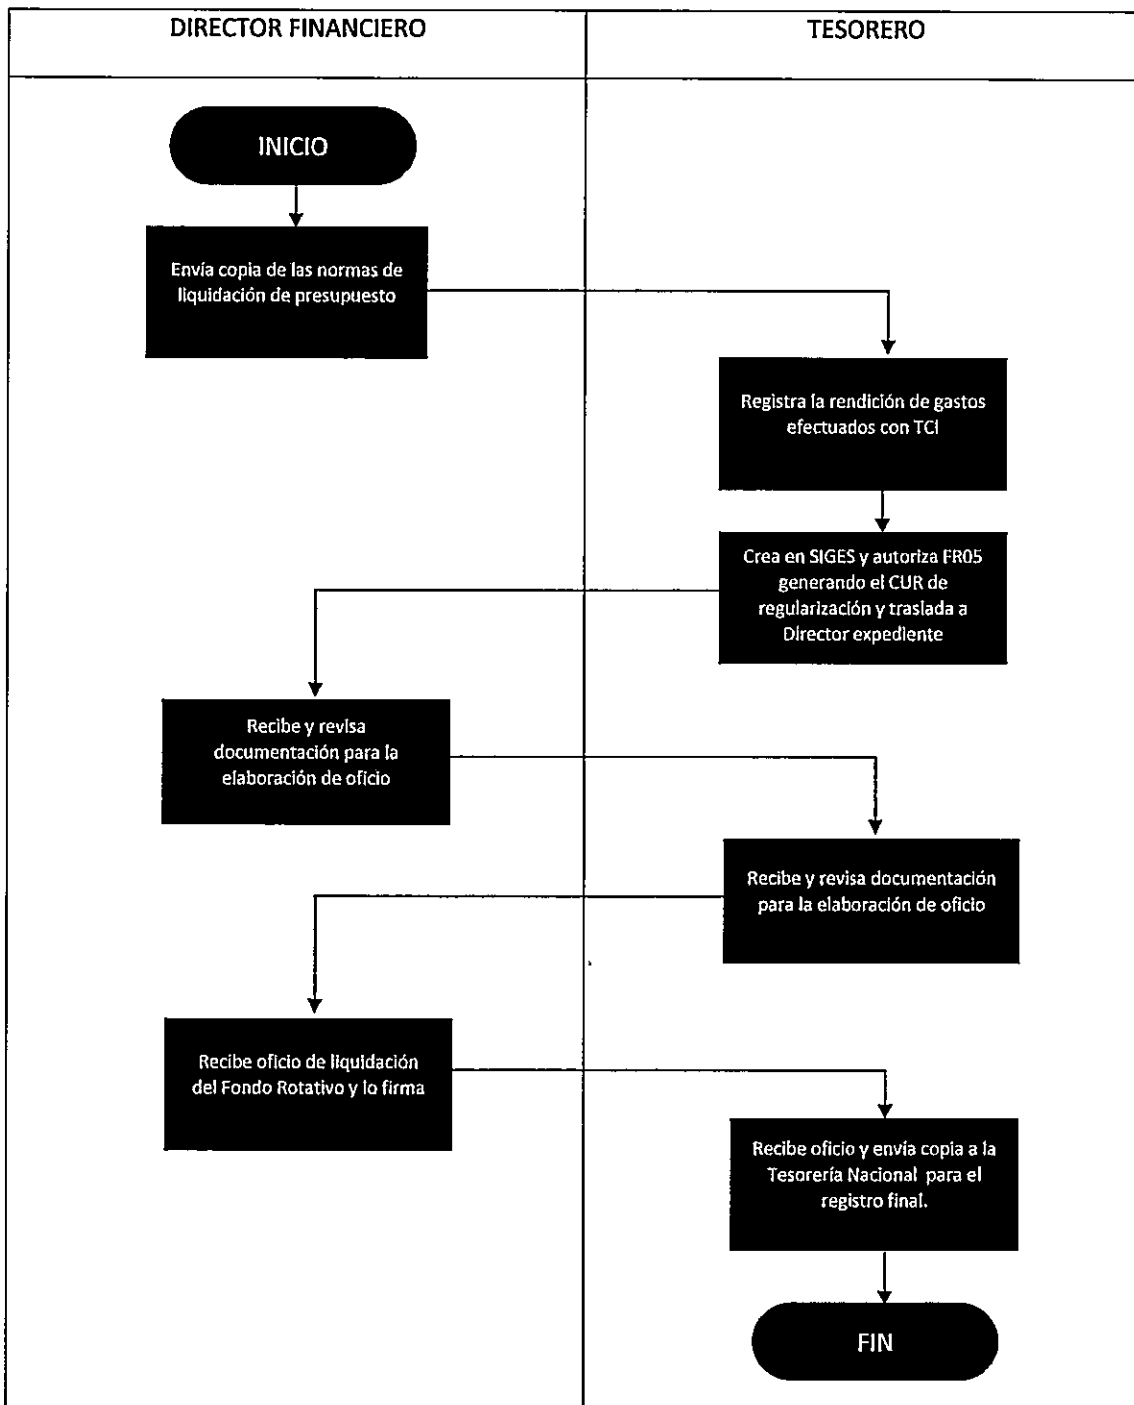 DIRECTOR FINANCIERO
TESORERO
INICIO
Envía copia de las normas de
liquidación de presupuesto
Registra la rendición de gastos
efectuados con TCI
Crea en SIGES y autoriza FR05
generando el CUR de
regularización y traslada a
Director expediente
Recibe y revisa
documentación para la
elaboración de oficio
Recibe y revisa documentación
para la elaboración de oficio
Recibe oficio de liquidación
del Fondo Rotativo y lo firma
Recibe oficio y envía copia a la
Tesorería Nacional para el
registro final.
FIN